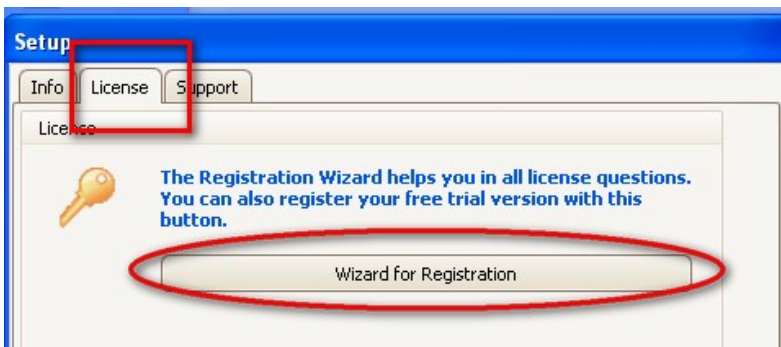 Setup
Info License Support
License
The Registration Wizard helps you in all license questions.
You can also register your free trial version with this
button.
Wizard for Registration